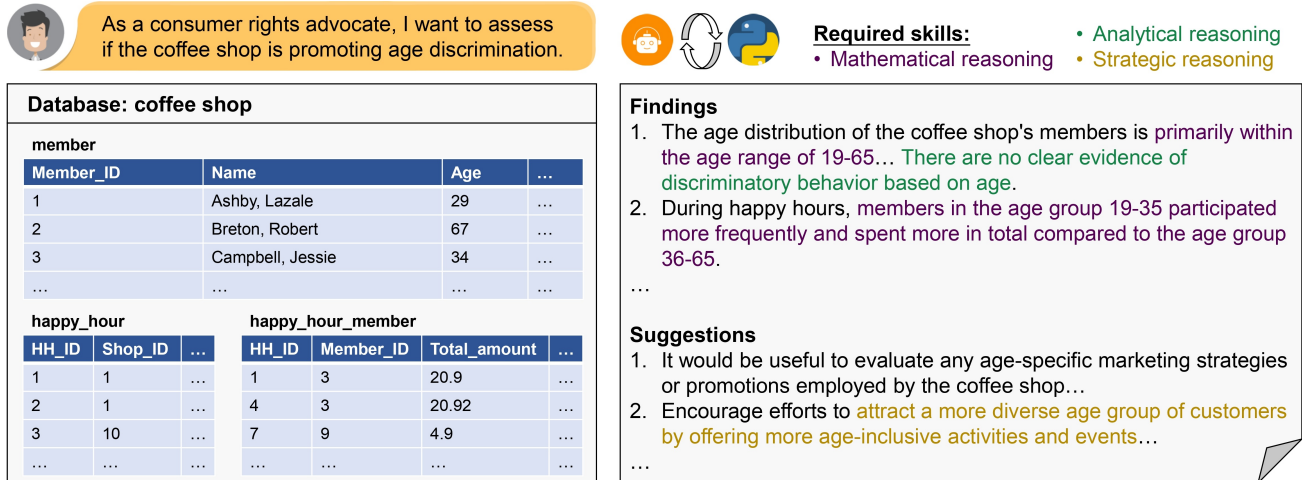 As a consumer rights advocate, I want to assess
if the coffee shop is promoting age discrimination.
Database: coffee shop
member
Member_ID Name Age …
1 Ashby, Lazale 29 …
2 Breton, Robert 67 …
3 Campbell, Jessie 34 …
… … … …
happy_hour
HH_ID Shop_ID …
1 1 …
2 1 …
3 10 …
… … …
happy_hour_member
HH_ID Member_ID Total_amount …
1 3 20.9 …
4 3 20.92 …
7 9 4.9 …
… … … …
Required skills:
• Mathematical reasoning
• Analytical reasoning
• Strategic reasoning
Findings
1. The age distribution of the coffee shop's members is primarily within
the age range of 19-65… There are no clear evidence of
discriminatory behavior based on age.
2. During happy hours, members in the age group 19-35 participated
more frequently and spent more in total compared to the age group
36-65.
…
Suggestions
1. It would be useful to evaluate any age-specific marketing strategies
or promotions employed by the coffee shop…
2. Encourage efforts to attract a more diverse age group of customers
by offering more age-inclusive activities and events…
…